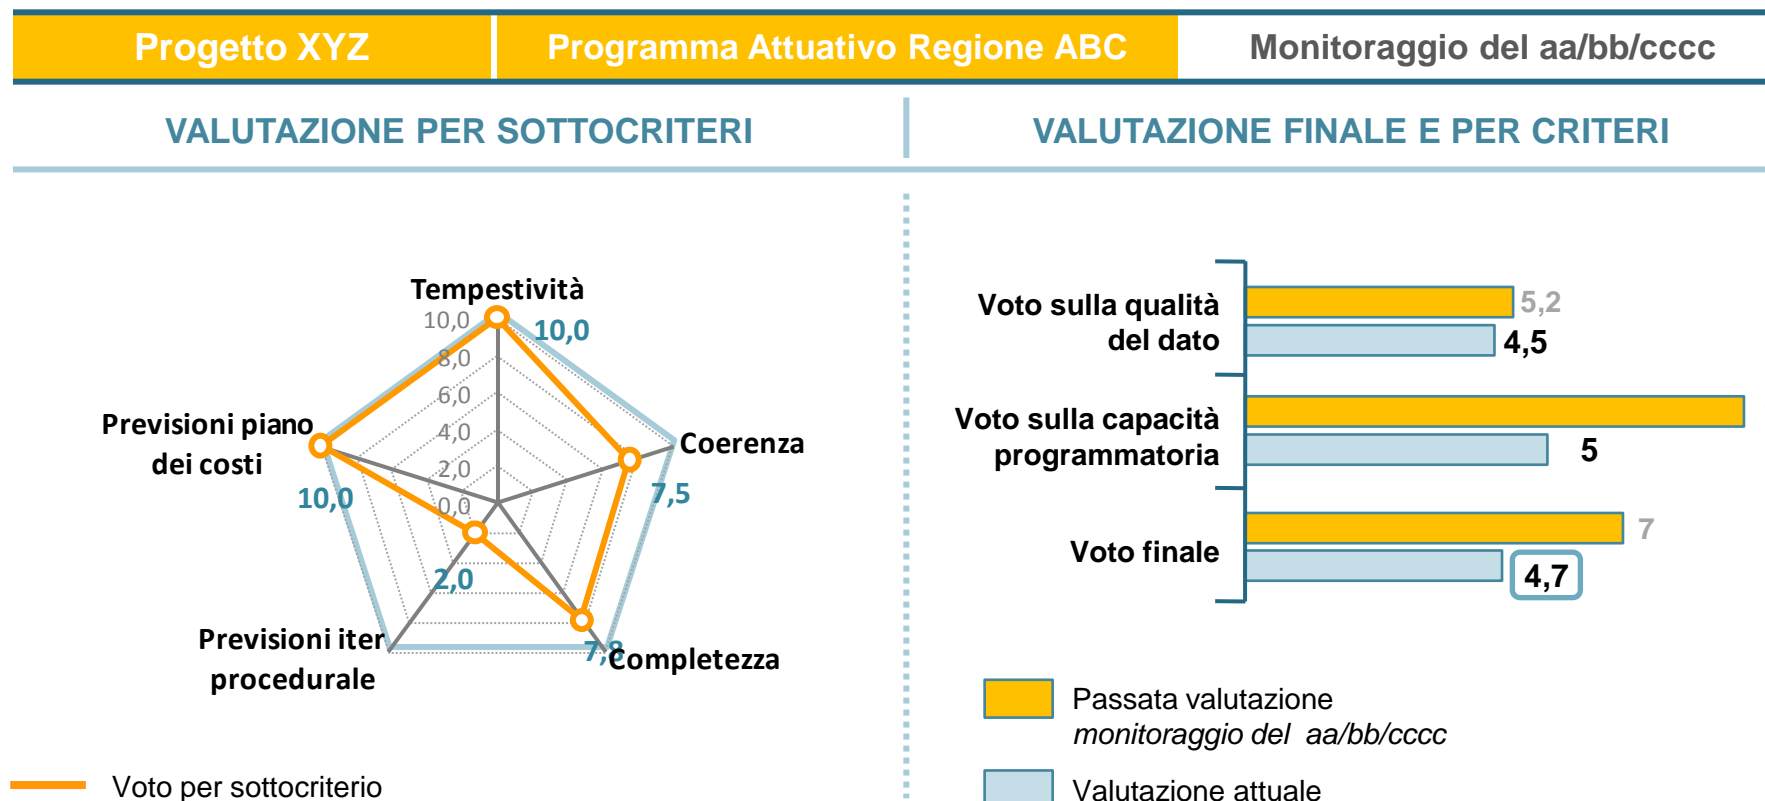 Progetto XYZ
Programma Attuativo Regione ABC
Monitoraggio del aa/bb/cccc
VALUTAZIONE PER SOTTOCRITERI
VALUTAZIONE FINALE E PER CRITERI
Tempestività
10,0
10,0
8,0
6,0
4,0
2,0
0,0
Previsioni piano
dei costi
10,0
Coerenza
7,5
2,0
Previsioni iter
procedurale
7,8
Completezza
Voto per sottocriterio
Voto sulla qualità
del dato
5,2
4,5
Voto sulla capacità
programmatoria
5
Voto finale
7
4,7
Passata valutazione
monitoraggio del aa/bb/cccc
Valutazione attuale